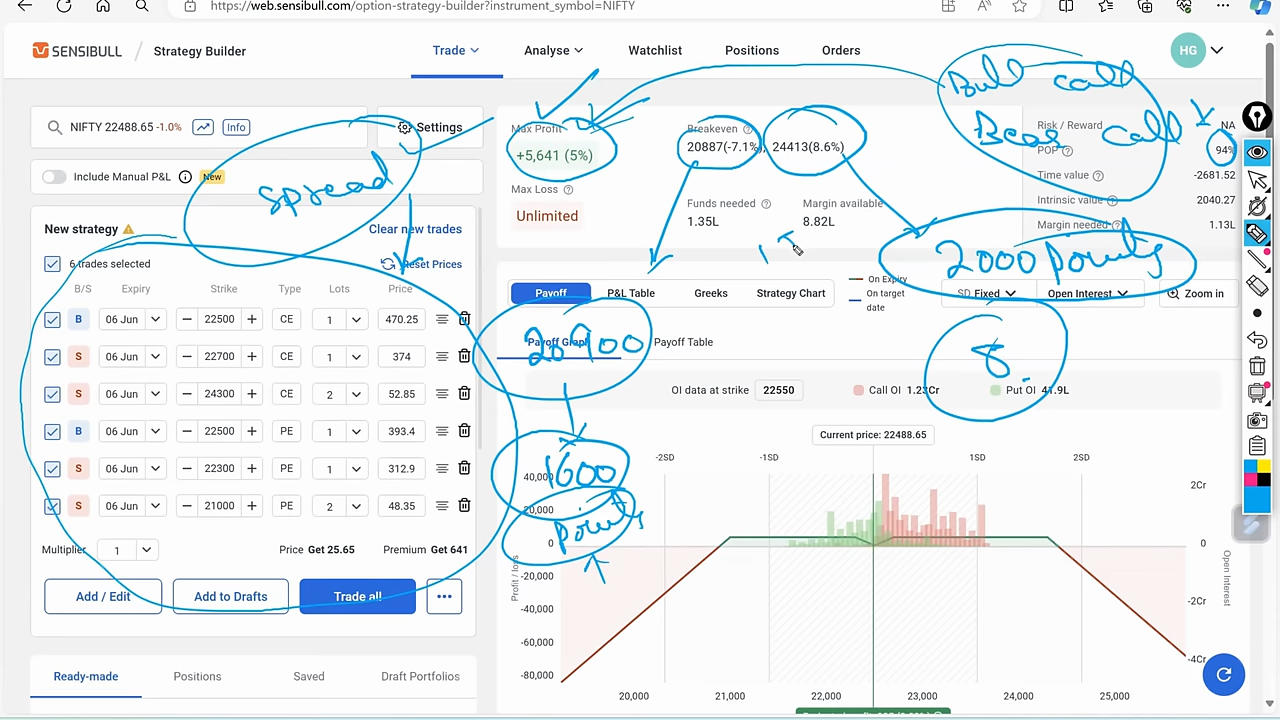 https://web.sensibull.com/option-strategy-builder?instrument_symbol=NIFTY
SENSIBULL / Strategy Builder
Trade
Analyse
Watchlist
Positions
Orders
HG
NIFTY 22488.65 -1.0%
Info
Settings
Include Manual P&L
New
spread
New strategy
Clear new trades
6 trades selected
Reset Prices
B/S Expiry Strike Type Lots Price
B 06 Jun 22500 CE 1 470.25
S 06 Jun 22700 CE 1 374
S 06 Jun 24300 CE 2 52.85
B 06 Jun 22500 PE 1 393.4
S 06 Jun 22300 PE 1 312.9
S 06 Jun 21000 PE 2 48.35
Multiplier 1 Price Get 25.65 Premium Get 641
Add / Edit
Add to Drafts
Trade all
Ready-made
Positions
Saved
Draft Portfolios
Max Profit
+5,641 (5%)
Max Loss
Unlimited
Breakeven
20887(-7.1%), 24413(8.6%)
Funds needed
1.35L
Margin available
8.82L
Bull call
Bear call
Risk / Reward NA
POP 94%
Time value -2681.52
Intrinsic value 2040.27
Margin needed 1.13L
2000 points
Payoff
P&L Table
Greeks
Strategy Chart
On Expiry
On target date
SD Fixed
Open Interest
Zoom in
20900
Payoff Graph
Payoff Table
8.
OI data at strike 22550
Call OI 1.23Cr
Put OI 41.9L
Current price: 22488.65
1600
points
-2SD -1SD 1SD 2SD
40,000
20,000
0
-20,000
-40,000
-60,000
-80,000
Profit / loss
2Cr
0
-2Cr
-4Cr
Open Interest
20,000 21,000 22,000 23,000 24,000 25,000